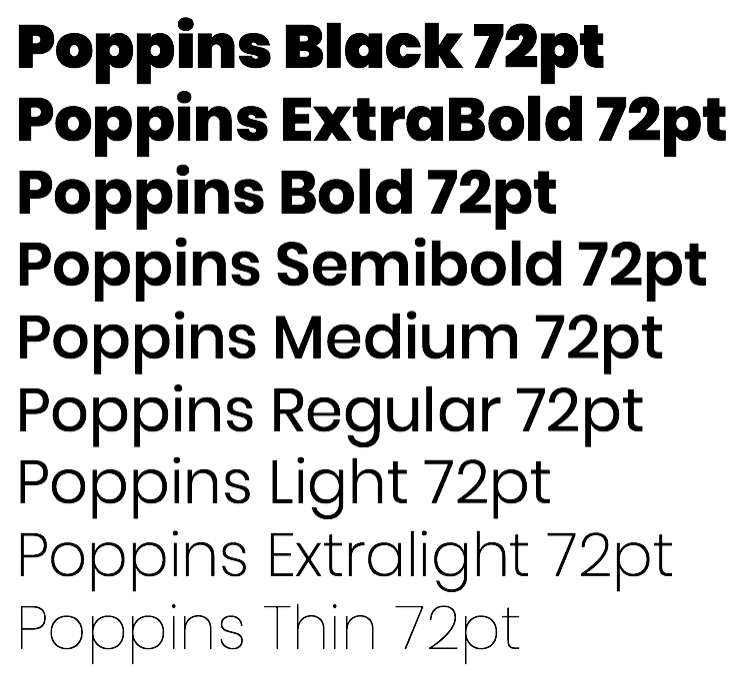 Poppins Black 72pt
Poppins ExtraBold 72pt
Poppins Bold 72pt
Poppins Semibold 72pt
Poppins Medium 72pt
Poppins Regular 72pt
Poppins Light 72pt
Poppins Extralight 72pt
Poppins Thin 72pt